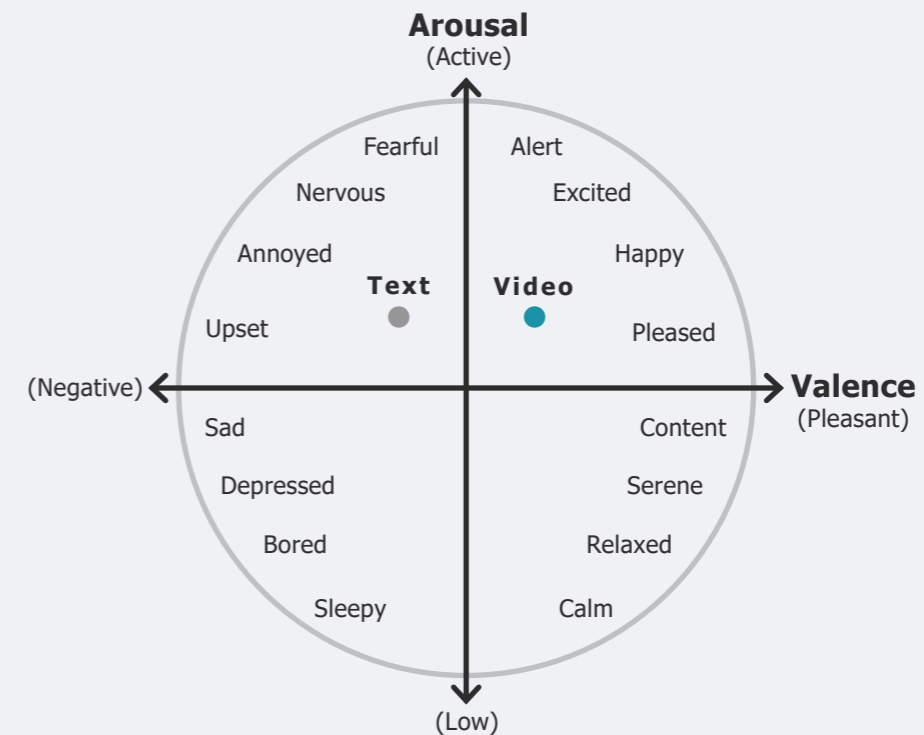 Arousal
(Active)
Fearful
Alert
Nervous
Excited
Annoyed
Happy
Text
Video
Upset
Pleased
(Negative)
Valence
(Pleasant)
Sad
Content
Depressed
Serene
Bored
Relaxed
Sleepy
Calm
(Low)